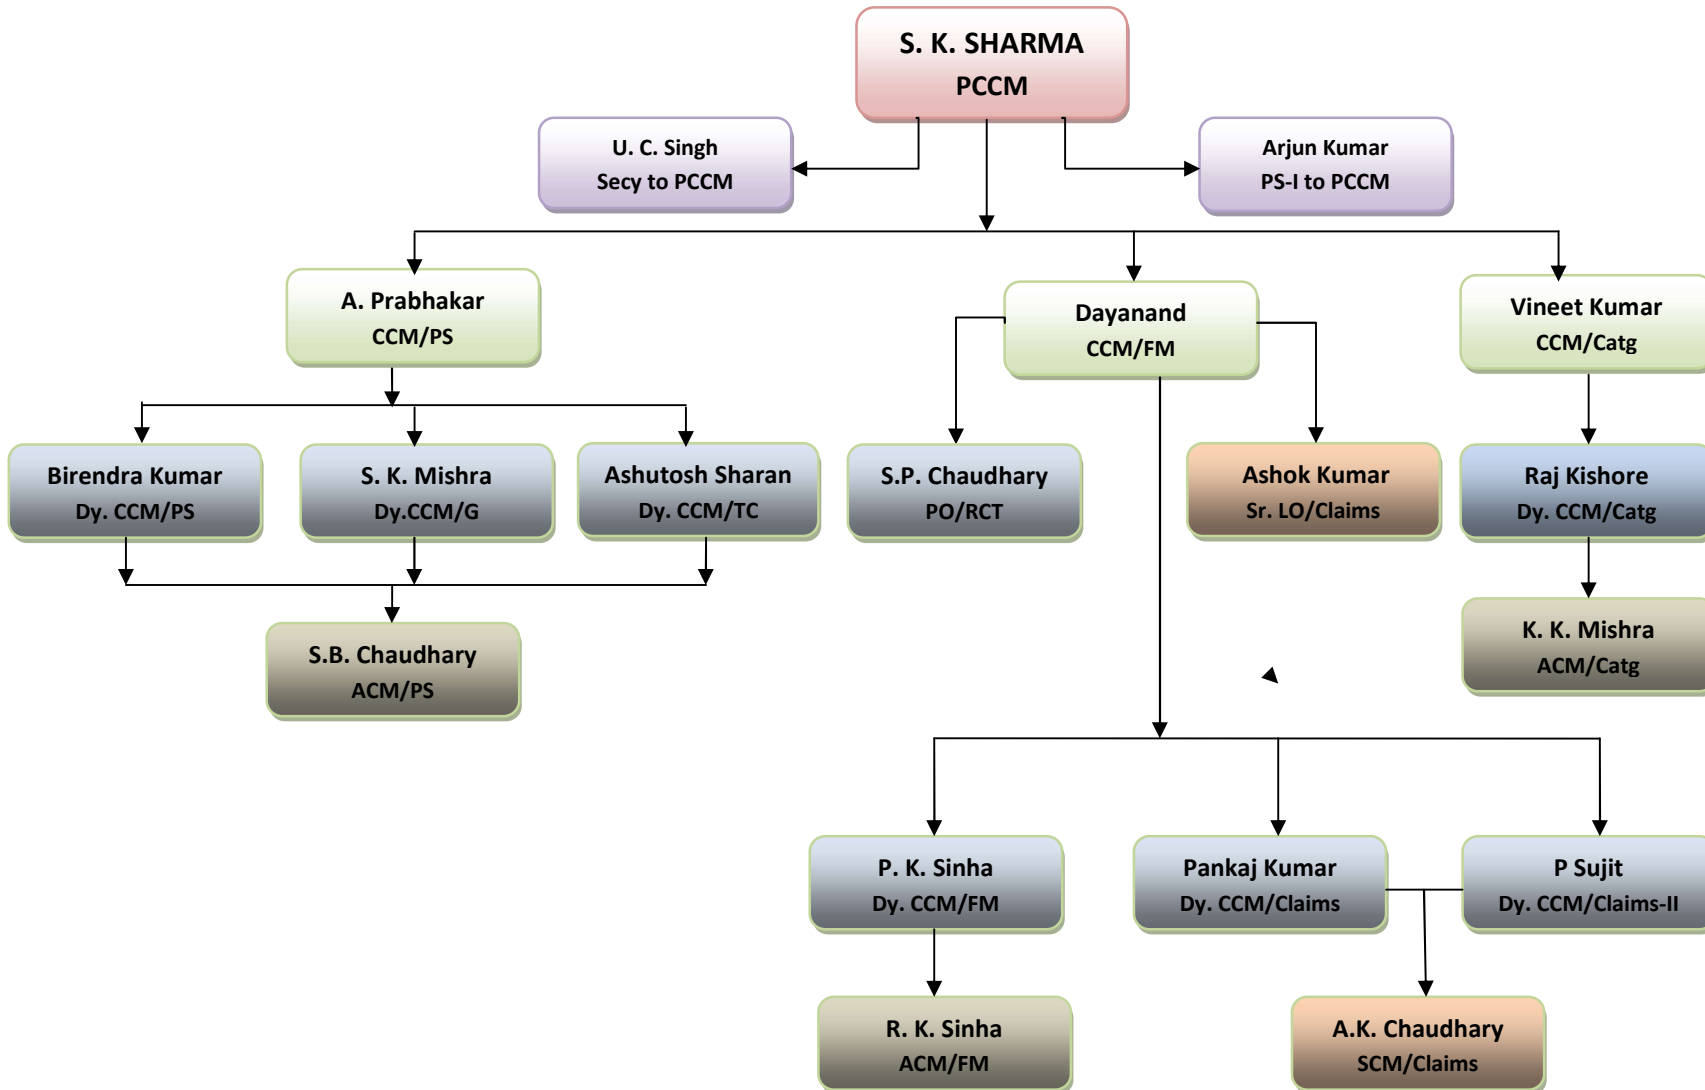 S. K. SHARMA
PCCM
U. C. Singh
Secy to PCCM
Arjun Kumar
PS-I to PCCM
A. Prabhakar
CCM/PS
Dayanand
CCM/FM
Vineet Kumar
CCM/Catg
Birendra Kumar
Dy. CCM/PS
S. K. Mishra
Dy.CCM/G
Ashutosh Sharan
Dy. CCM/TC
S.P. Chaudhary
PO/RCT
Ashok Kumar
Sr. LO/Claims
Raj Kishore
Dy. CCM/Catg
S.B. Chaudhary
ACM/PS
K. K. Mishra
ACM/Catg
P. K. Sinha
Dy. CCM/FM
Pankaj Kumar
Dy. CCM/Claims
P Sujit
Dy. CCM/Claims-II
R. K. Sinha
ACM/FM
A.K. Chaudhary
SCM/Claims